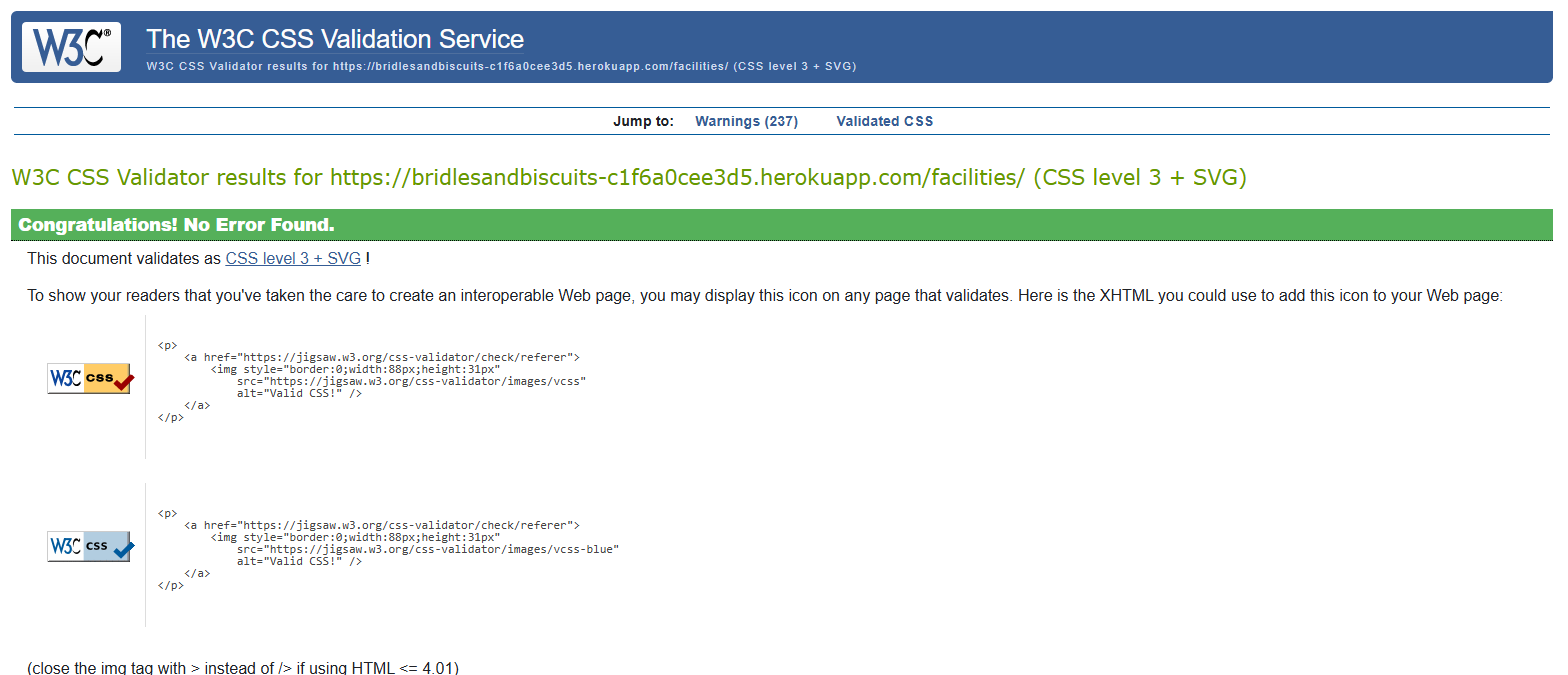 W3C®
The W3C CSS Validation Service
W3C CSS Validator results for https://bridlesandbiscuits-c1f6a0cee3d5.herokuapp.com/facilities/ (CSS level 3 + SVG)
Jump to: Warnings (237) Validated CSS
W3C CSS Validator results for https://bridlesandbiscuits-c1f6a0cee3d5.herokuapp.com/facilities/ (CSS level 3 + SVG)
Congratulations! No Error Found.
This document validates as CSS level 3 + SVG !
To show your readers that you've taken the care to create an interoperable Web page, you may display this icon on any page that validates. Here is the XHTML you could use to add this icon to your Web page:
W3C css
<p>
<a href="https://jigsaw.w3.org/css-validator/check/referer">
<img style="border:0;width:88px;height:31px"
src="https://jigsaw.w3.org/css-validator/images/vcss"
alt="Valid CSS!" />
</a>
</p>
W3C css
<p>
<a href="https://jigsaw.w3.org/css-validator/check/referer">
<img style="border:0;width:88px;height:31px"
src="https://jigsaw.w3.org/css-validator/images/vcss-blue"
alt="Valid CSS!" />
</a>
</p>
(close the img tag with > instead of /> if using HTML <= 4.01)